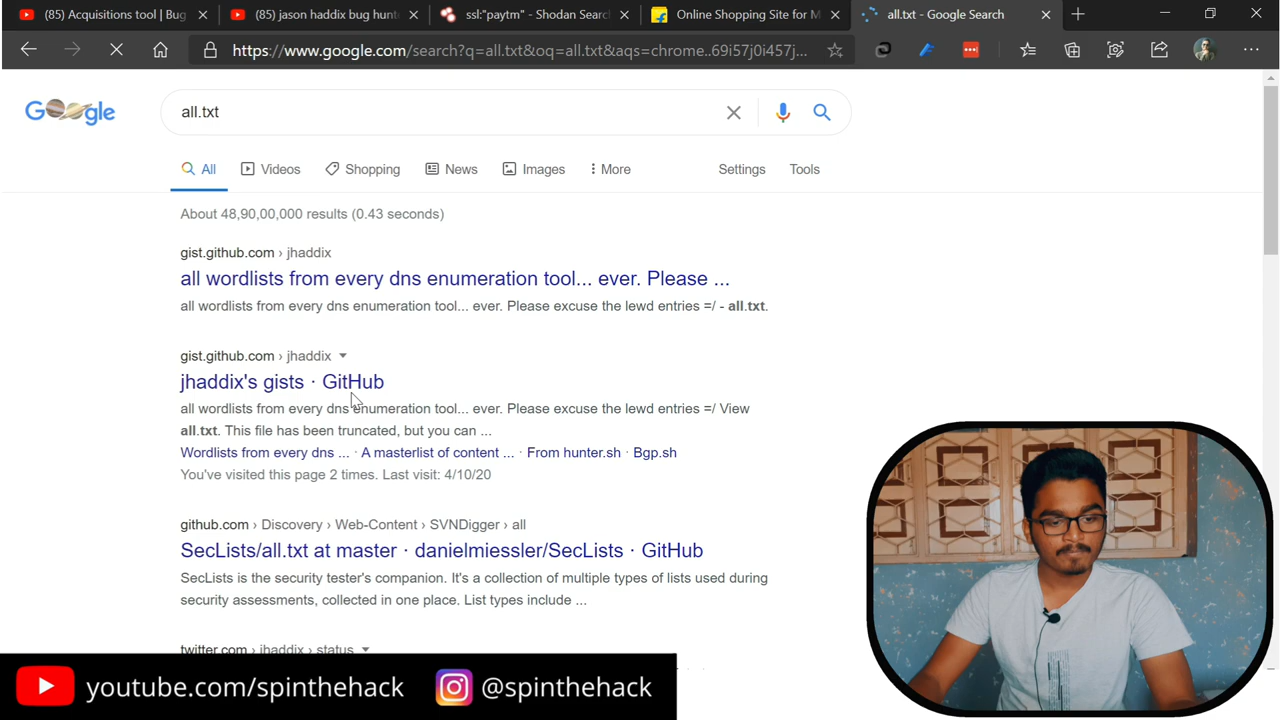 (85) Acquisitions tool | Bug
(85) jason haddix bug hunt
ssl:"paytm" - Shodan Searc
Online Shopping Site for M
all.txt - Google Search
https://www.google.com/search?q=all.txt&oq=all.txt&aqs=chrome..69i57j0i457j...
Google
all.txt
All
Videos
Shopping
News
Images
More
Settings
Tools
About 48,90,00,000 results (0.43 seconds)
gist.github.com › jhaddix
all wordlists from every dns enumeration tool... ever. Please ...
all wordlists from every dns enumeration tool... ever. Please excuse the lewd entries =/ - all.txt.
gist.github.com › jhaddix
jhaddix's gists · GitHub
all wordlists from every dns enumeration tool... ever. Please excuse the lewd entries =/ View
all.txt. This file has been truncated, but you can ...
Wordlists from every dns ... · A masterlist of content ... · From hunter.sh · Bgp.sh
You've visited this page 2 times. Last visit: 4/10/20
github.com › Discovery › Web-Content › SVNDigger › all
SecLists/all.txt at master · danielmiessler/SecLists · GitHub
SecLists is the security tester's companion. It's a collection of multiple types of lists used during
security assessments, collected in one place. List types include ...
twitter.com › jhaddix › status
youtube.com/spinthehack
@spinthehack